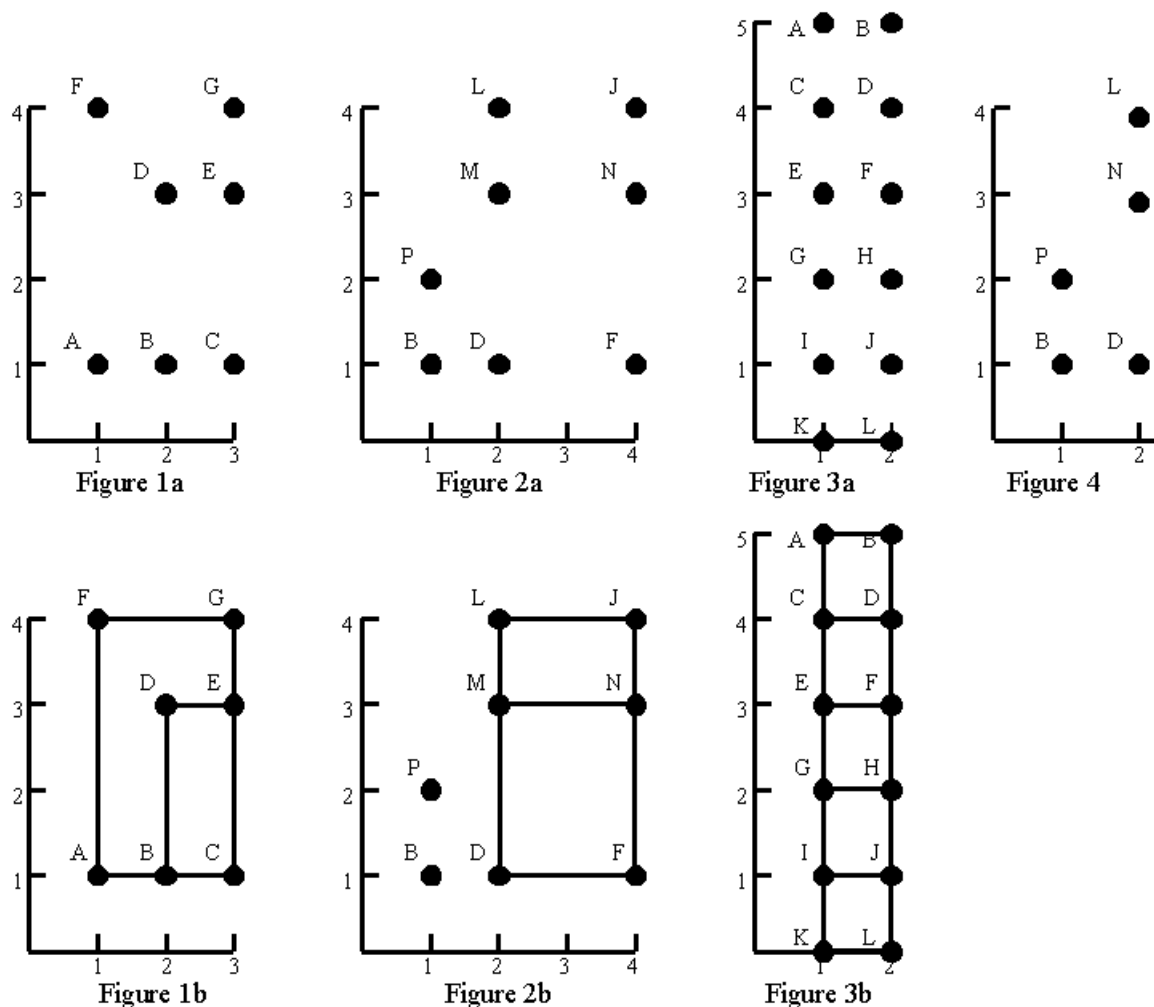 5 A B
F G L J 4 C D L
4 4 4
D E M N E F N
3 3 3 3
P G H P
2 2 2 2
A B C B D F I J B D
1 1 1 1
K L
1 2 3 1 2 3 4 1 2 1 2
Figure 1a Figure 2a Figure 3a Figure 4
5 A B
F G L J C D
4 4 4
D E M N E F
3 3 3
P G H
2 2 2
A B C B D F I J
1 1 1
K L
1 2 3 1 2 3 4 1 2
Figure 1b Figure 2b Figure 3b